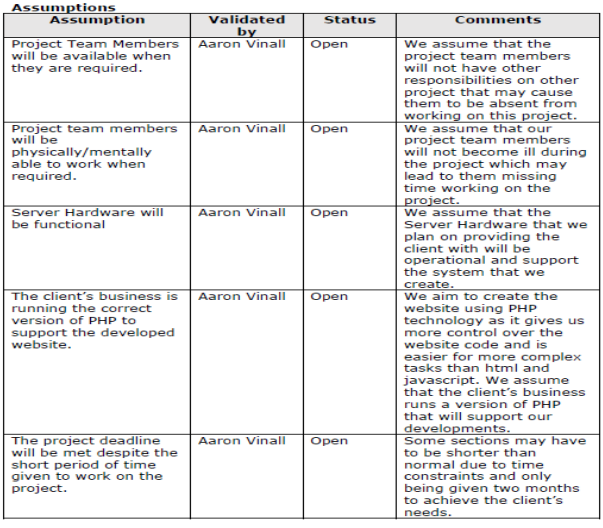 Assumptions
Assumption Validated by Status Comments
Project Team Members
will be available when
they are required.
Aaron Vinall
Open
We assume that the
project team members
will not have other
responsibilities on other
project that may cause
them to be absent from
working on this project.
Project team members
will be
physically/mentally
able to work when
required.
Aaron Vinall
Open
We assume that our
project team members
will not become ill during
the project which may
lead to them missing
time working on the
project.
Server Hardware will
be functional
Aaron Vinall
Open
We assume that the
Server Hardware that we
plan on providing the
client with will be
operational and support
the system that we
create.
The client's business is
running the correct
version of PHP to
support the developed
website.
Aaron Vinall
Open
We aim to create the
website using PHP
technology as it gives us
more control over the
website code and is
easier for more complex
tasks than html and
javascript. We assume
that the client's business
runs a version of PHP
that will support our
developments.
The project deadline
will be met despite the
short period of time
given to work on the
project.
Aaron Vinall
Open
Some sections may have
to be shorter than
normal due to time
constraints and only
being given two months
to achieve the client's
needs.